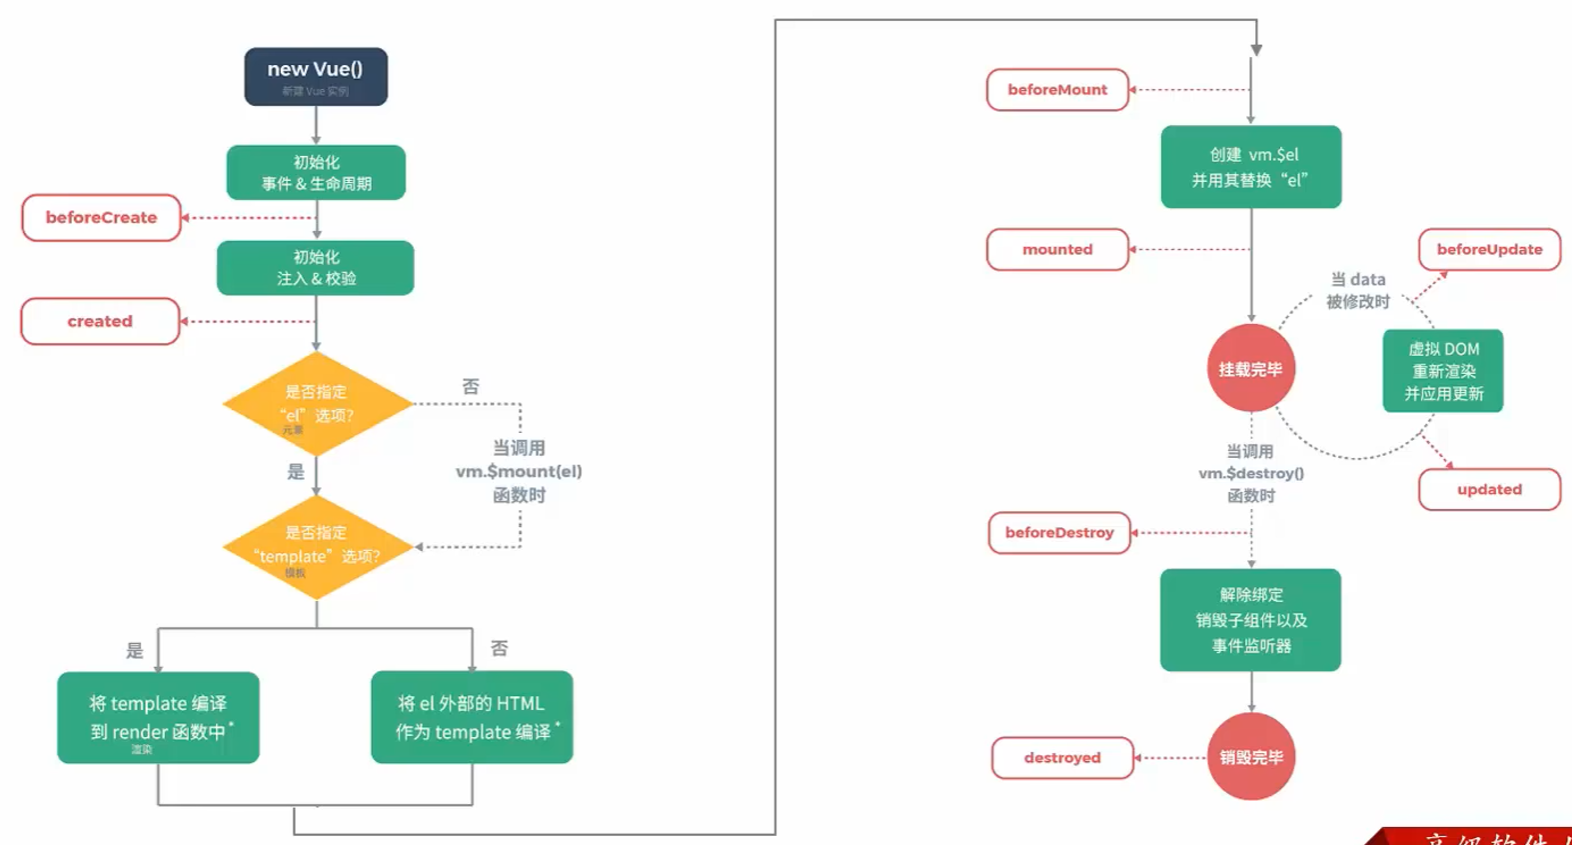 new Vue()
新建 Vue 实例
初始化
事件 & 生命周期
beforeCreate
初始化
注入 & 校验
created
是否指定
“el”选项?
元素
否
当调用
vm.$mount(el)
函数时
是
是否指定
“template”选项?
模板
是
否
将 template 编译
到 render 函数中*
渲染
将 el 外部的 HTML
作为 template 编译*
beforeMount
创建 vm.$el
并用其替换“el”
mounted
beforeUpdate
当 data
被修改时
挂载完毕
虚拟 DOM
重新渲染
并应用更新
updated
当调用
vm.$destroy()
函数时
beforeDestroy
解除绑定
销毁子组件以及
事件监听器
destroyed
销毁完毕
高级软件